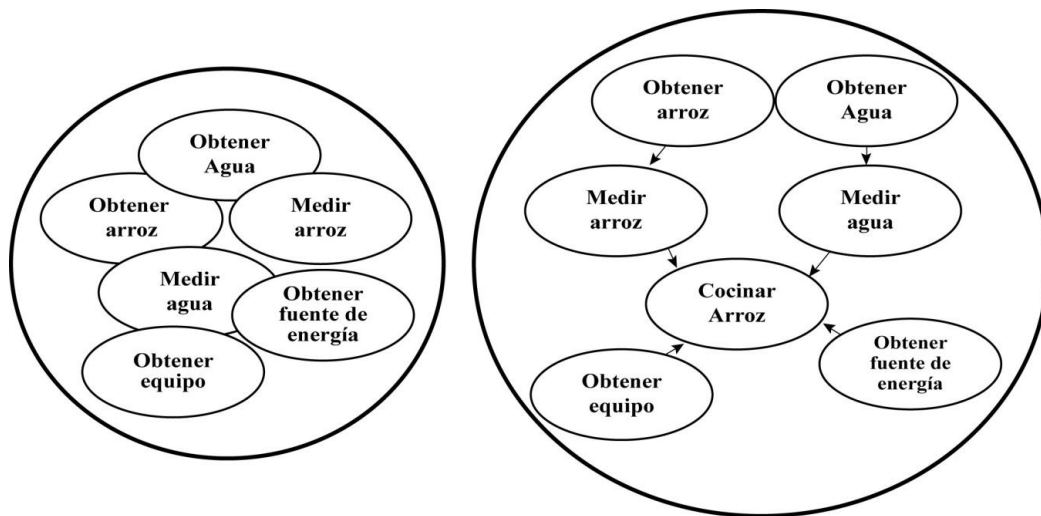 Obtener
Agua
Obtener
arroz
Medir
arroz
Medir
agua
Obtener
fuente de
energía
Obtener
equipo
Obtener
arroz
Obtener
Agua
Medir
arroz
Medir
agua
Cocinar
Arroz
Obtener
equipo
Obtener
fuente de
energía